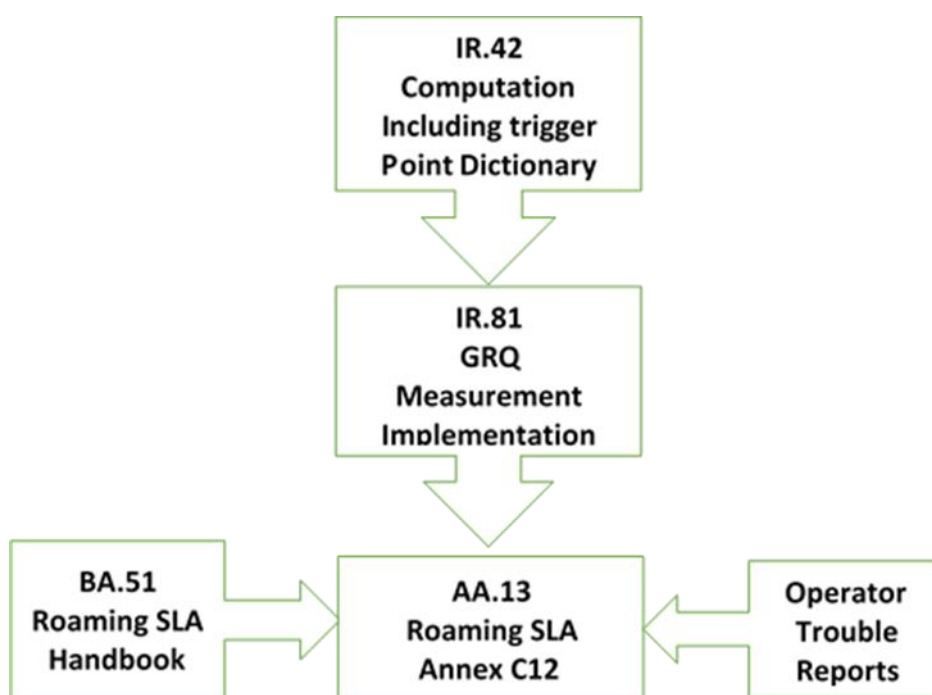 IR.42
Computation
Including trigger
Point Dictionary
IR.81
GRQ
Measurement
Implementation
BA.51
Roaming SLA
Handbook
AA.13
Roaming SLA
Annex C12
Operator
Trouble
Reports